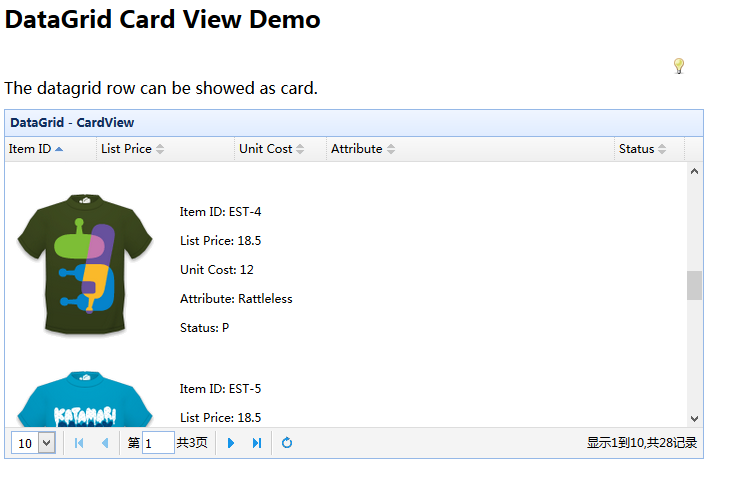 DataGrid Card View Demo
The datagrid row can be showed as card.
DataGrid - CardView
Item ID List Price Unit Cost Attribute Status
Item ID: EST-4
List Price: 18.5
Unit Cost: 12
Attribute: Rattleless
Status: P
KATAMARI
Item ID: EST-5
List Price: 18.5
10 第 1 共3页 显示1到10,共28记录